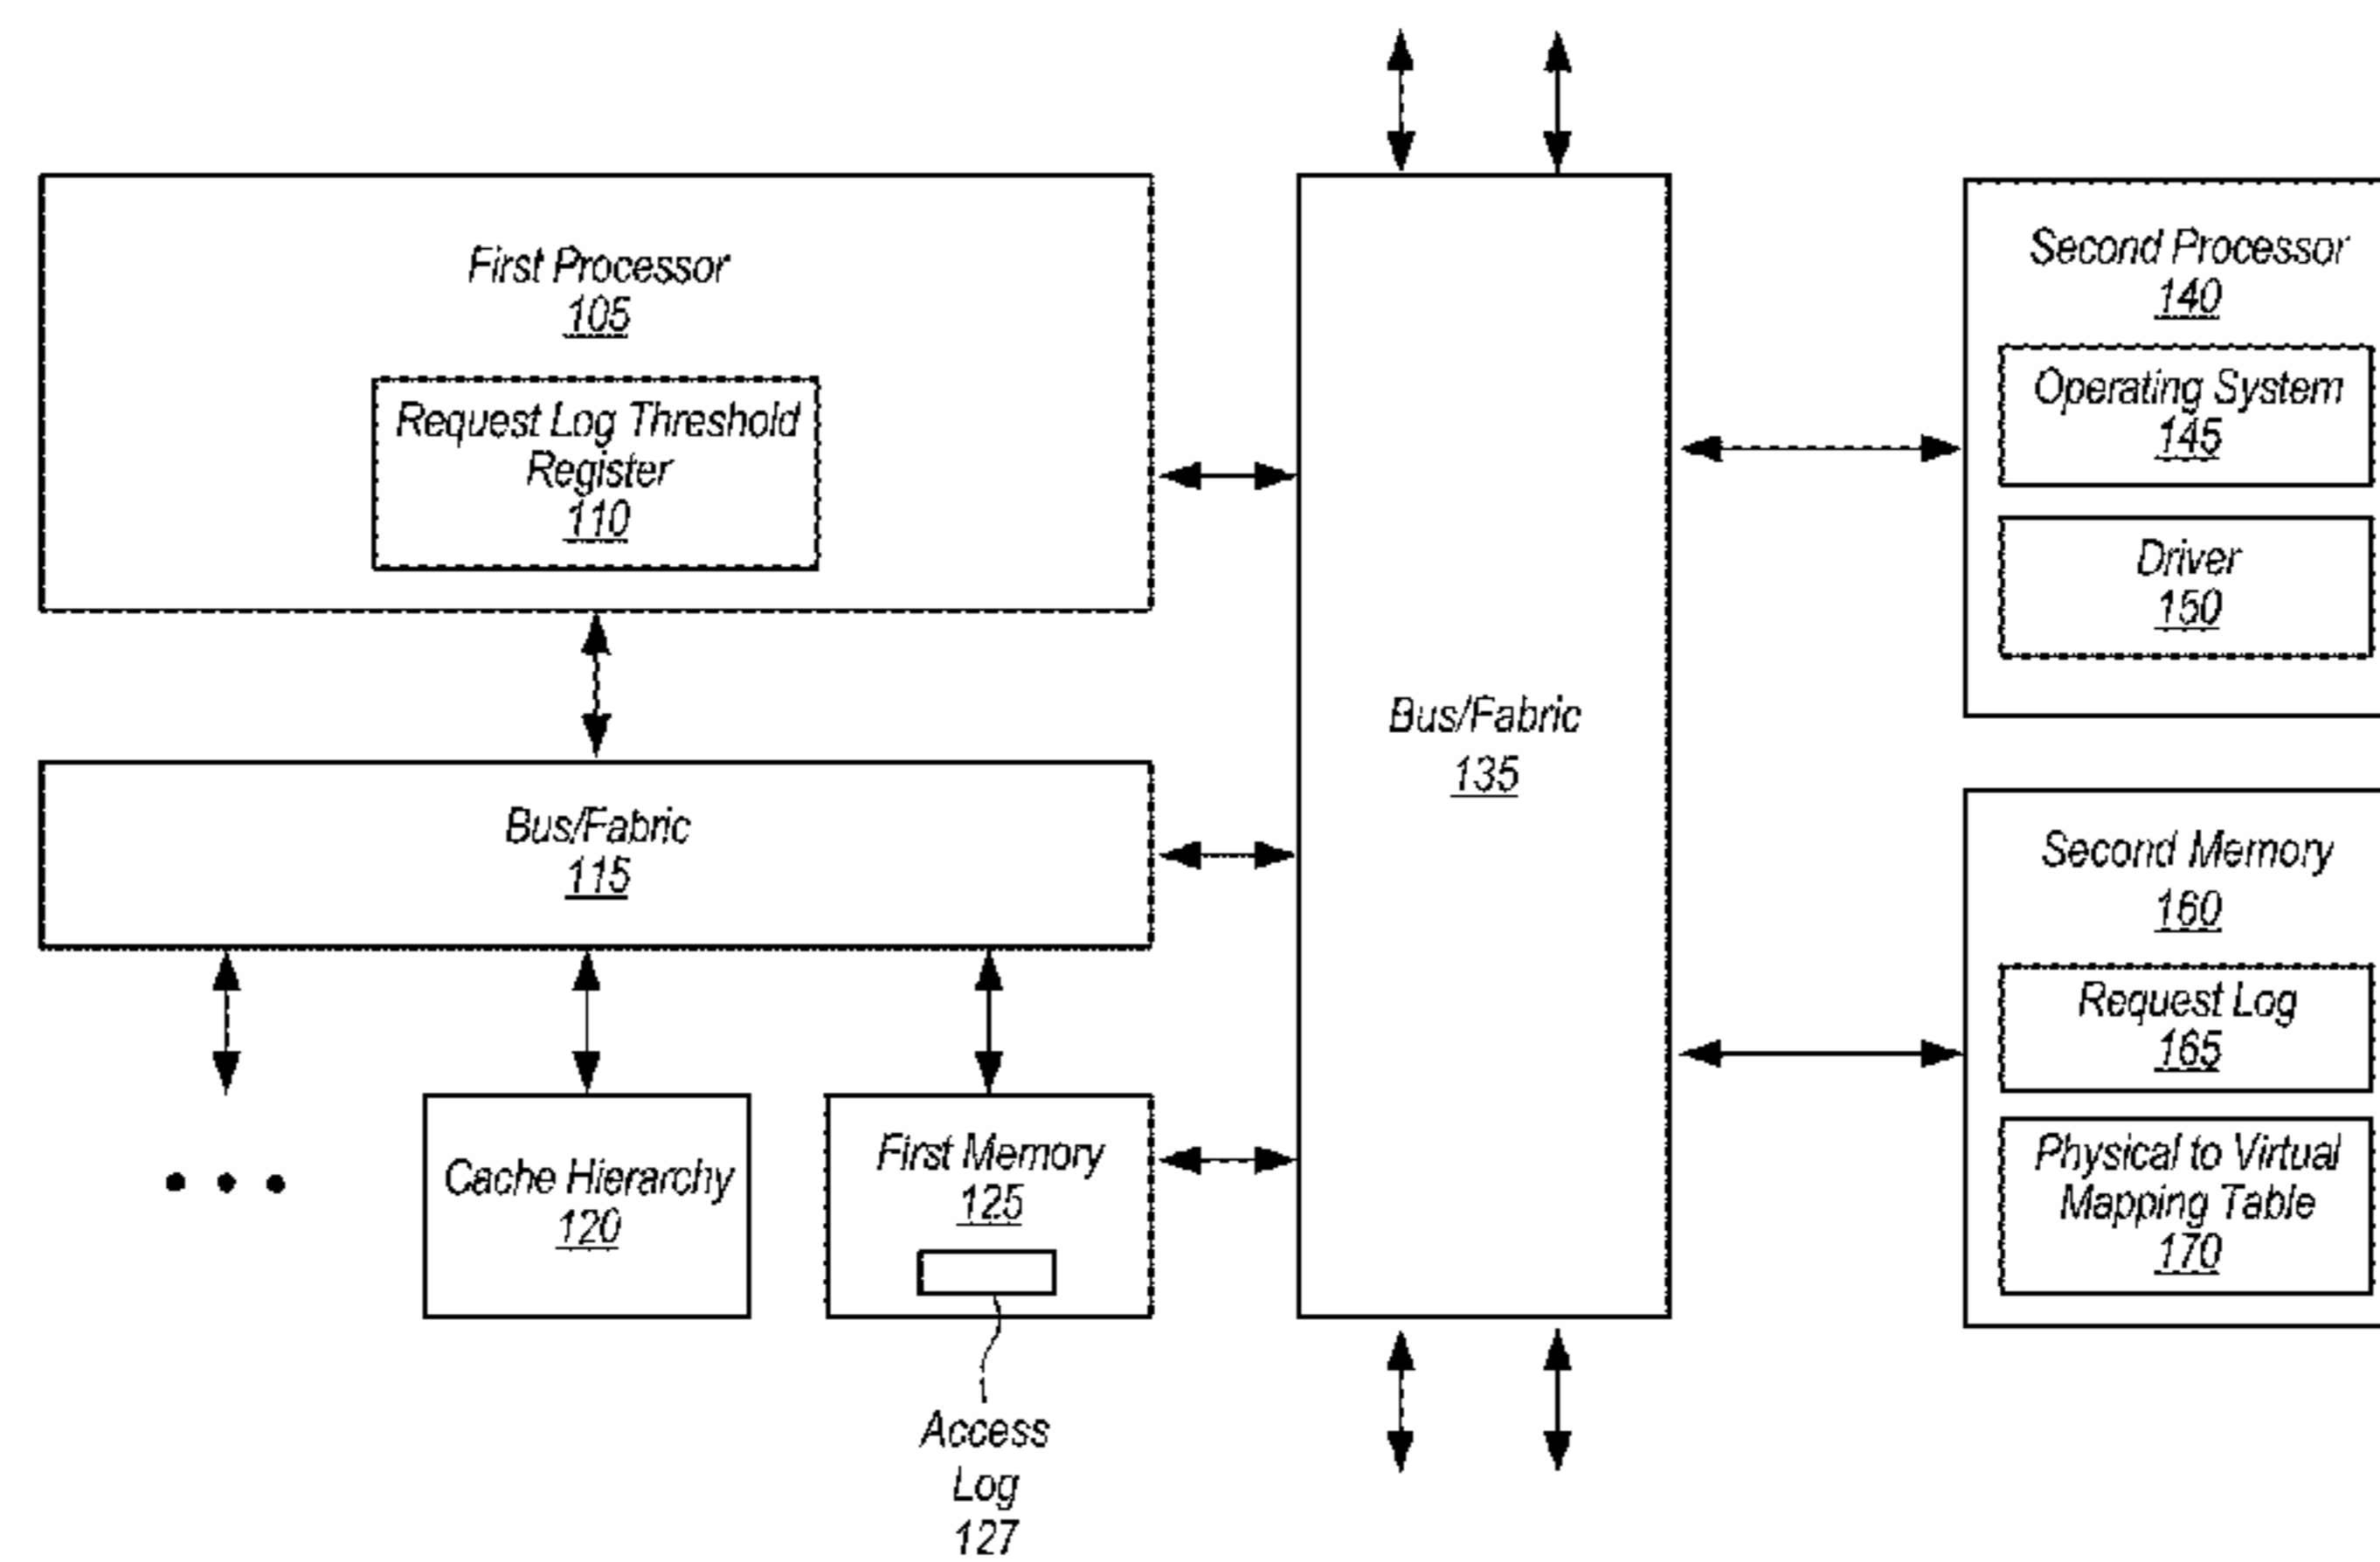 First Processor
105
Request Log Threshold
Register
110
Bus/Fabric
115
Cache Hierarchy
120
First Memory
125
Access
Log
127
Bus/Fabric
135
Second Processor
140
Operating System
145
Driver
150
Second Memory
160
Request Log
165
Physical to Virtual
Mapping Table
170